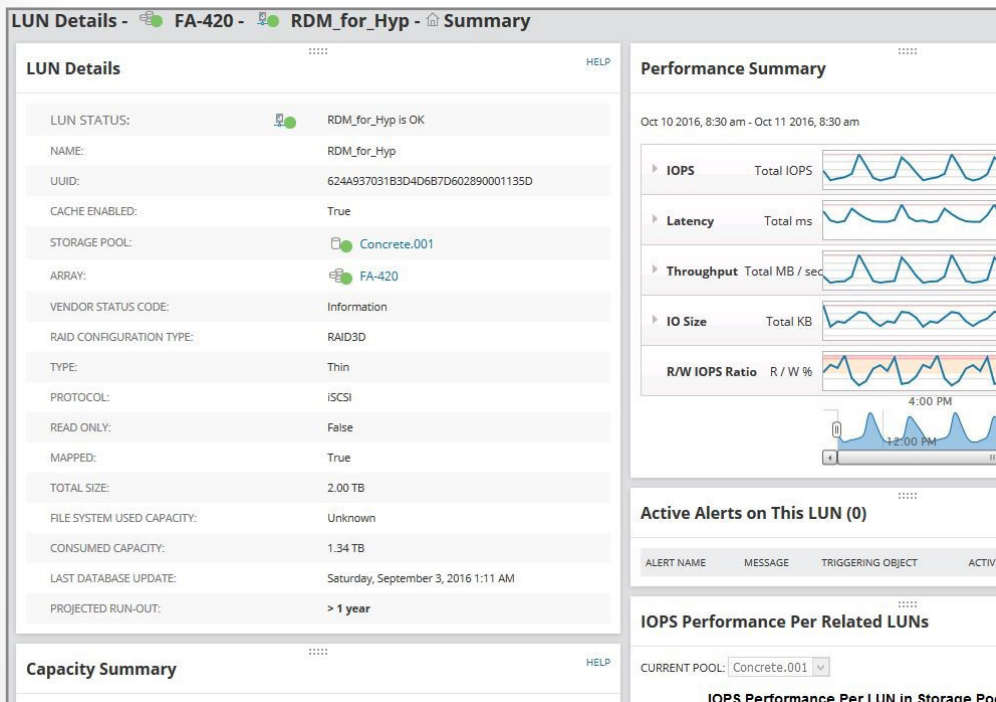 LUN Details - FA-420 - RDM_for_Hyp - Summary
LUN Details
HELP
LUN STATUS: RDM_for_Hyp is OK
NAME: RDM_for_Hyp
UUID: 624A937031B3D4D6B7D602890001135D
CACHE ENABLED: True
STORAGE POOL: Concrete.001
ARRAY: FA-420
VENDOR STATUS CODE: Information
RAID CONFIGURATION TYPE: RAID3D
TYPE: Thin
PROTOCOL: iSCSI
READ ONLY: False
MAPPED: True
TOTAL SIZE: 2.00 TB
FILE SYSTEM USED CAPACITY: Unknown
CONSUMED CAPACITY: 1.34 TB
LAST DATABASE UPDATE: Saturday, September 3, 2016 1:11 AM
PROJECTED RUN-OUT: > 1 year
Capacity Summary
HELP
Performance Summary
Oct 10 2016, 8:30 am - Oct 11 2016, 8:30 am
IOPS Total IOPS
Latency Total ms
Throughput Total MB / sec
IO Size Total KB
R/W IOPS Ratio R / W %
4:00 PM
12:00 PM
Active Alerts on This LUN (0)
ALERT NAME MESSAGE TRIGGERING OBJECT ACTIV
IOPS Performance Per Related LUNs
CURRENT POOL: Concrete.001
IOPS Performance Per LUN in Storage Poo